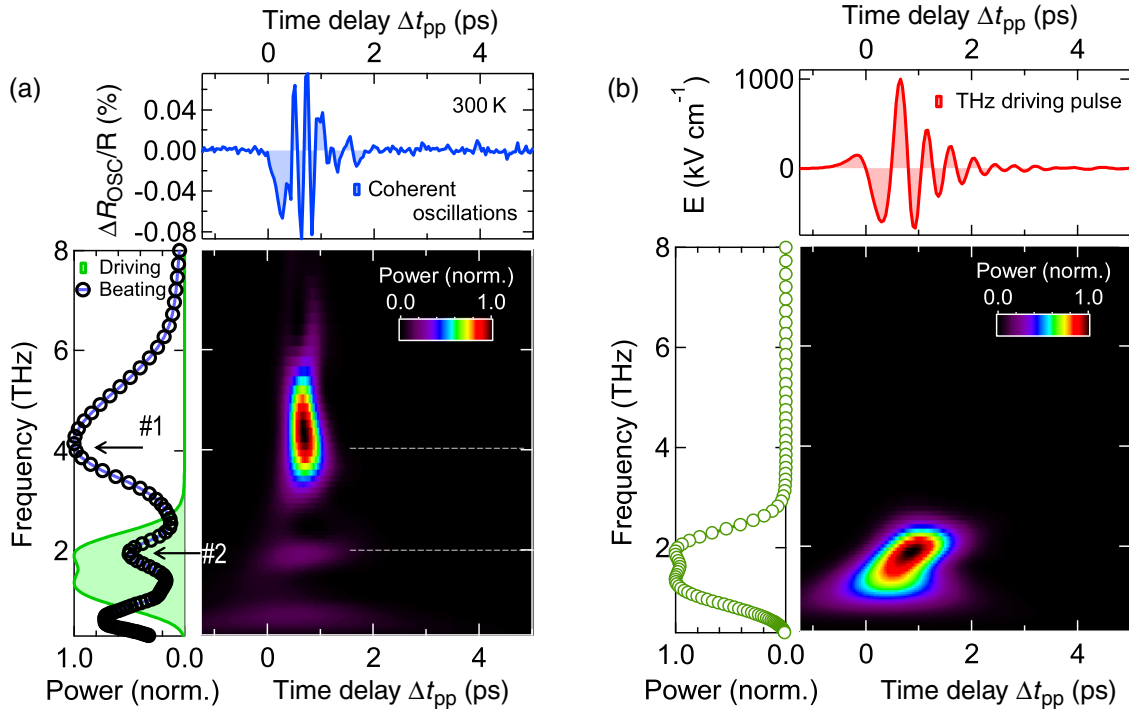 Time delay Δtpp (ps)
0 2 4
(a)
ΔROSC/R (%)
0.04
0.00
-0.04
-0.08
300 K
Coherent
oscillations
8
6
4
2
Frequency (THz)
Driving
Beating
#1
#2
Power (norm.)
0.0 1.0
1.0 0.0
Power (norm.)
0 2 4
Time delay Δtpp (ps)
Time delay Δtpp (ps)
0 2 4
(b)
E (kV cm-1)
1000
0
THz driving pulse
8
6
4
2
Frequency (THz)
Power (norm.)
0.0 1.0
1.0 0.0
Power (norm.)
0 2 4
Time delay Δtpp (ps)